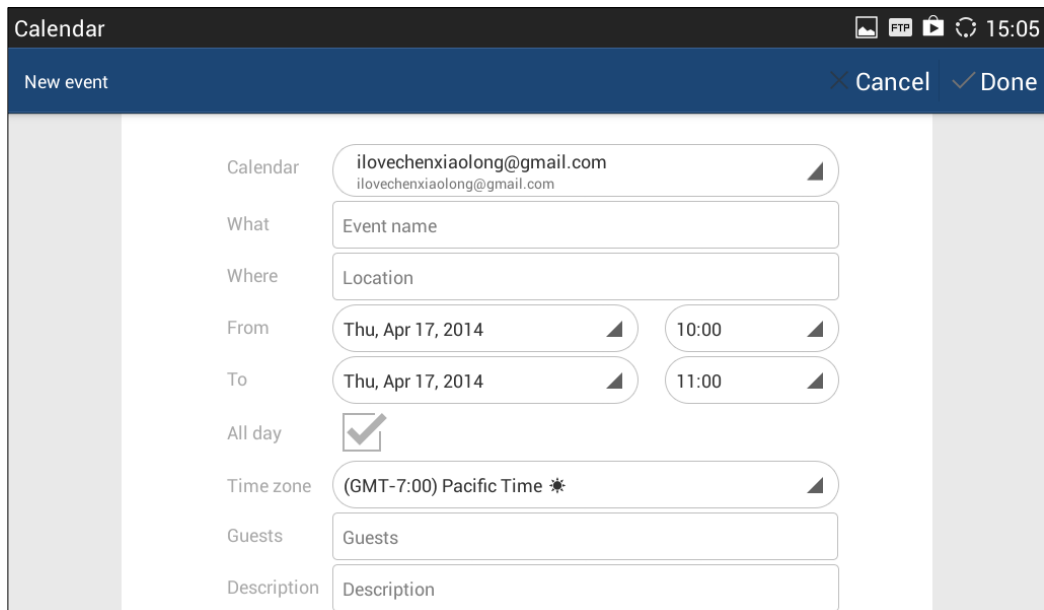 Calendar FTP 15:05
New event Cancel Done
Calendar ilovechenxiaolong@gmail.com
ilovechenxiaolong@gmail.com
What Event name
Where Location
From Thu, Apr 17, 2014 10:00
To Thu, Apr 17, 2014 11:00
All day
Time zone (GMT-7:00) Pacific Time ☀
Guests Guests
Description Description